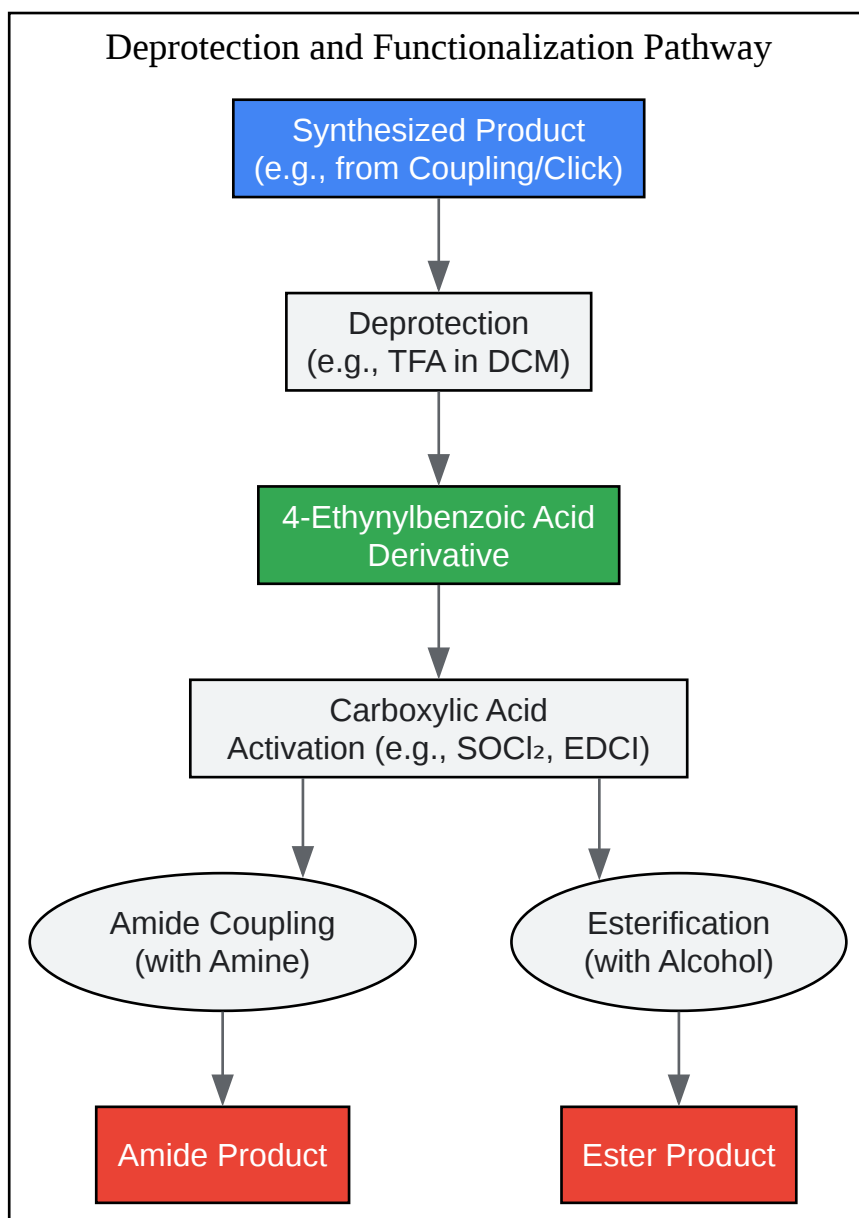 Deprotection and Functionalization Pathway
Synthesized Product
(e.g., from Coupling/Click)
Deprotection
(e.g., TFA in DCM)
4-Ethynylbenzoic Acid
Derivative
Carboxylic Acid
Activation (e.g., SOCl₂, EDCI)
Amide Coupling
(with Amine)
Esterification
(with Alcohol)
Amide Product
Ester Product